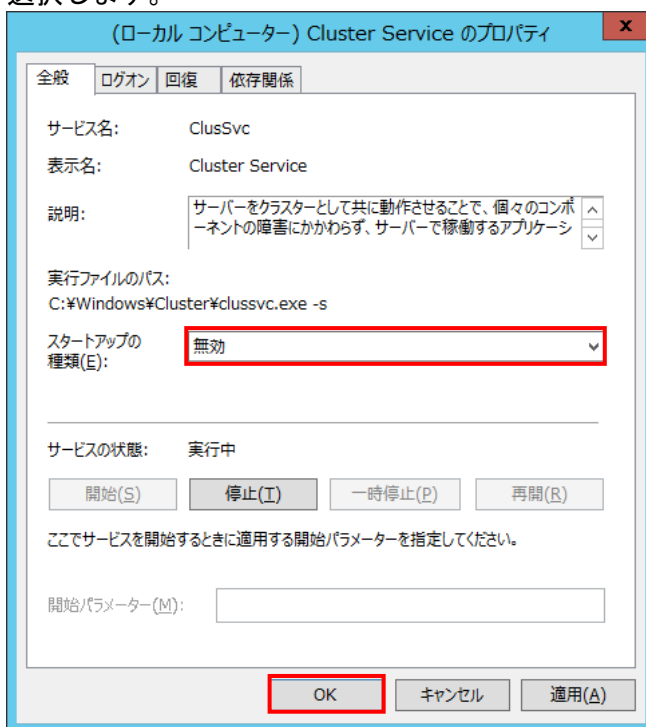 選択します。
(ローカル コンピューター) Cluster Service のプロパティ
x
全般 ログオン 回復 依存関係
サービス名: ClusSvc
表示名: Cluster Service
説明: サーバーをクラスターとして共に動作させることで、個々のコンポ
ーネントの障害にかかわらず、サーバーで稼働するアプリケーシ
実行ファイルのパス:
C:¥Windows¥Cluster¥clussvc.exe -s
スタートアップの
種類(E): 無効
サービスの状態: 実行中
開始(S) 停止(T) 一時停止(P) 再開(R)
ここでサービスを開始するときに適用する開始パラメーターを指定してください。
開始パラメーター(M):
OK キャンセル 適用(A)